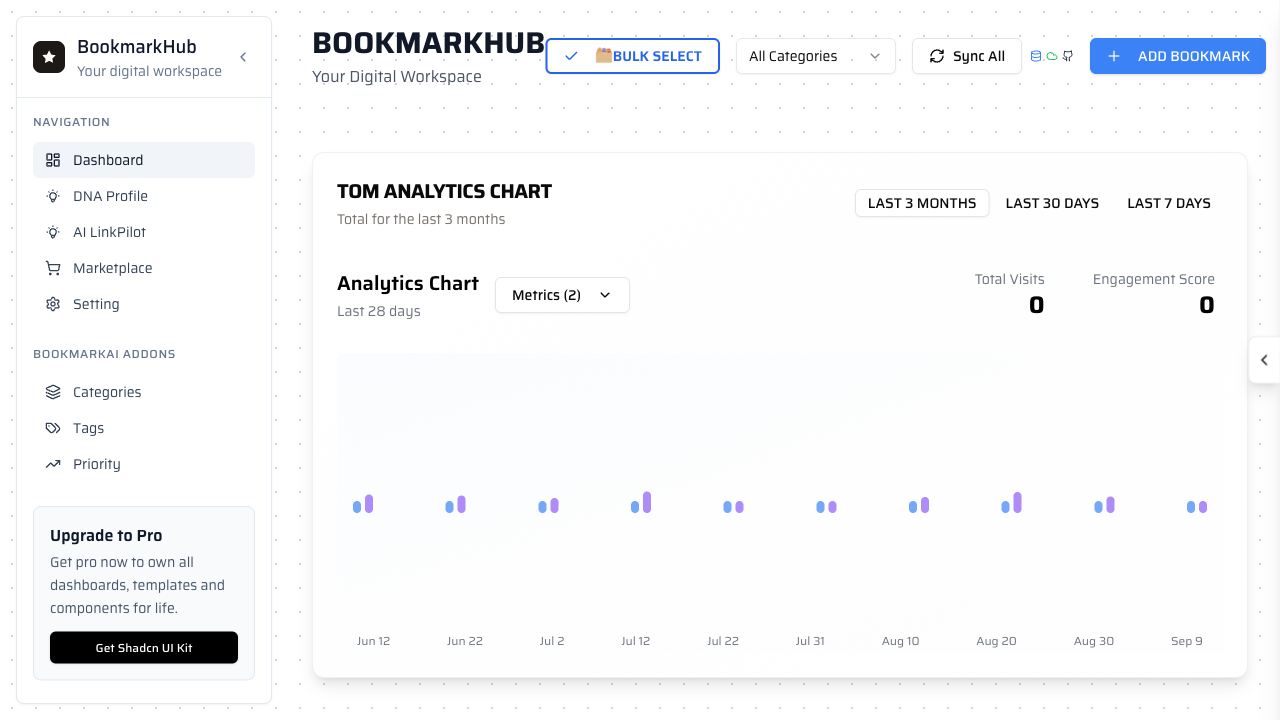 BookmarkHub
Your digital workspace
NAVIGATION
Dashboard
DNA Profile
AI LinkPilot
Marketplace
Setting
BOOKMARKAI ADDONS
Categories
Tags
Priority
Upgrade to Pro
Get pro now to own all
dashboards, templates and
components for life.
Get Shadcn UI Kit
BOOKMARKHUB
Your Digital Workspace
BULK SELECT
All Categories
Sync All
ADD BOOKMARK
TOM ANALYTICS CHART
Total for the last 3 months
LAST 3 MONTHS
LAST 30 DAYS
LAST 7 DAYS
Analytics Chart
Last 28 days
Metrics (2)
Total Visits
0
Engagement Score
0
Jun 12
Jun 22
Jul 2
Jul 12
Jul 22
Jul 31
Aug 10
Aug 20
Aug 30
Sep 9